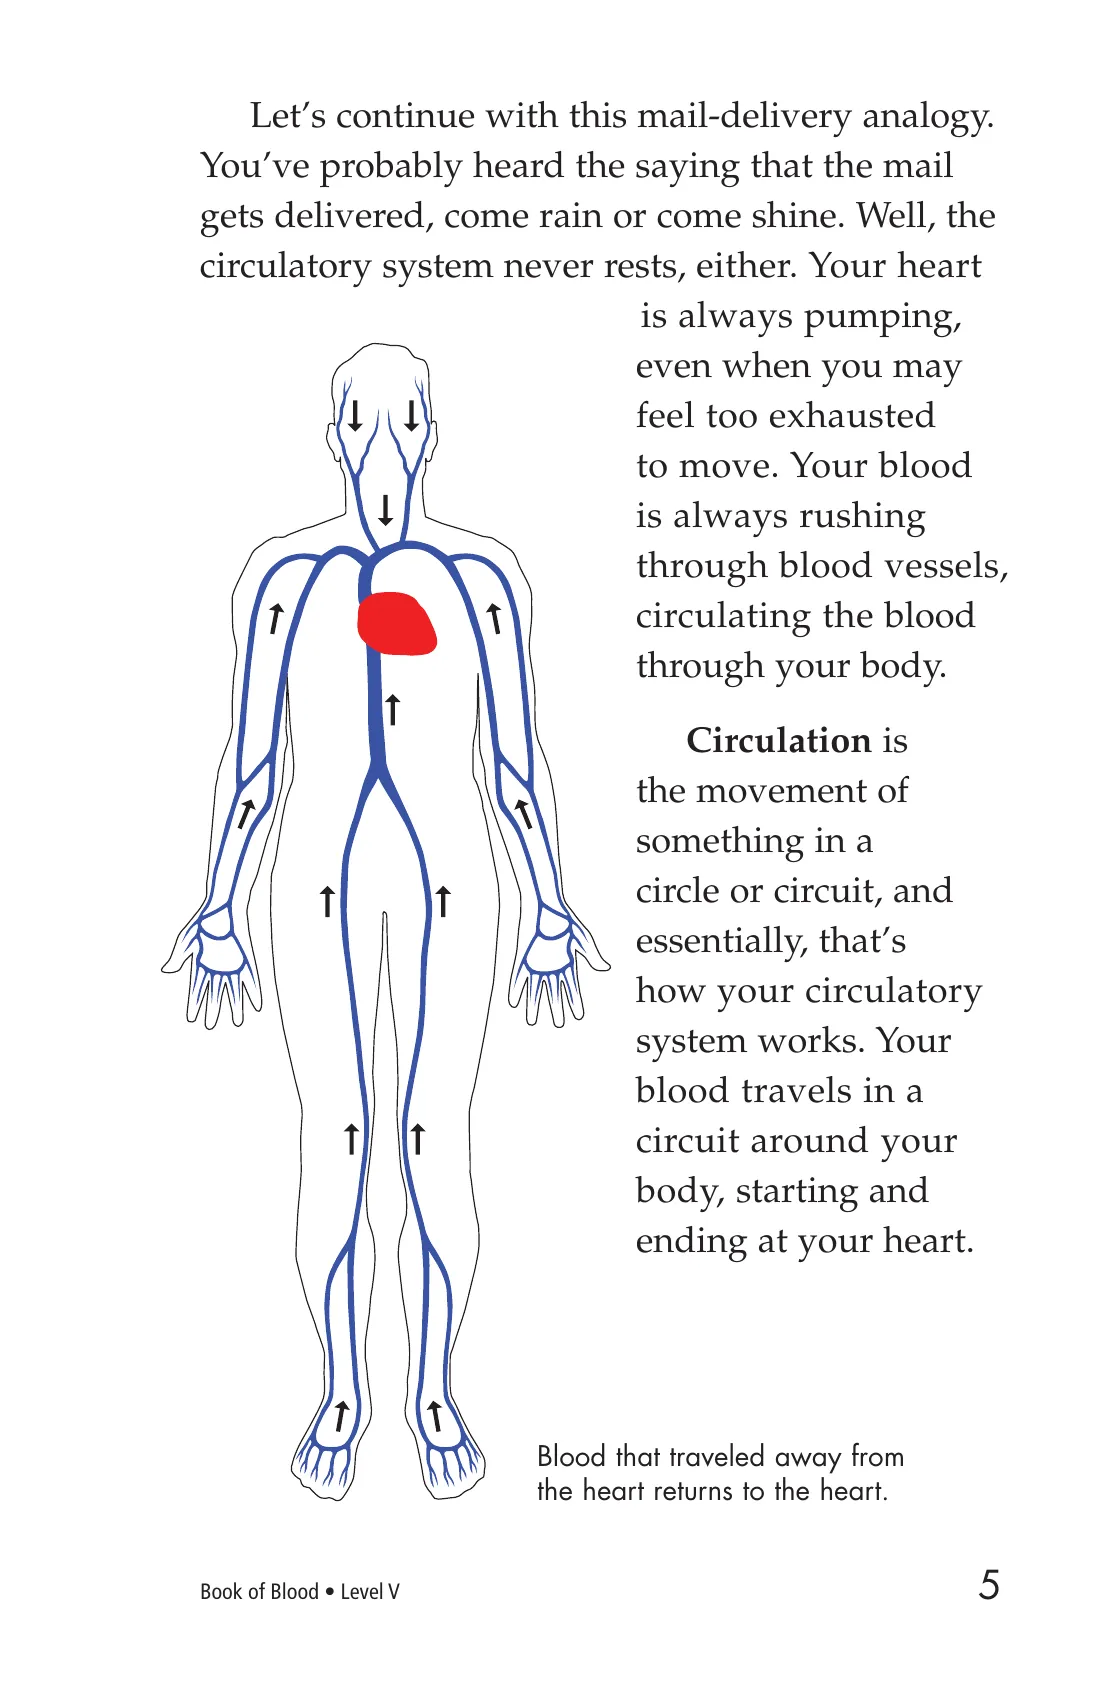 Let’s continue with this mail-delivery analogy.
You’ve probably heard the saying that the mail
gets delivered, come rain or come shine. Well, the
circulatory system never rests, either. Your heart
is always pumping,
even when you may
feel too exhausted
to move. Your blood
is always rushing
through blood vessels,
circulating the blood
through your body.
Circulation is
the movement of
something in a
circle or circuit, and
essentially, that’s
how your circulatory
system works. Your
blood travels in a
circuit around your
body, starting and
ending at your heart.
Blood that traveled away from
the heart returns to the heart.
Book of Blood • Level V
5